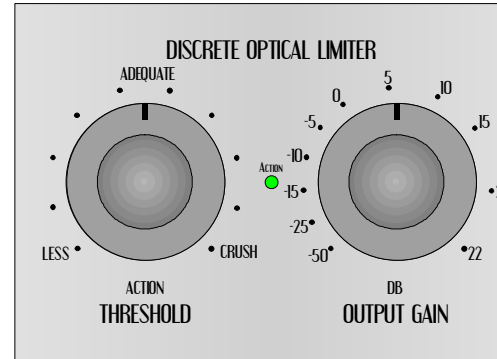 DISCRETE OPTICAL LIMITER
ADEQUATE
LESS
CRUSH
ACTION
THRESHOLD
ACTION
-50
-25
-15
-10
-5
0
5
10
15
22
DB
OUTPUT GAIN